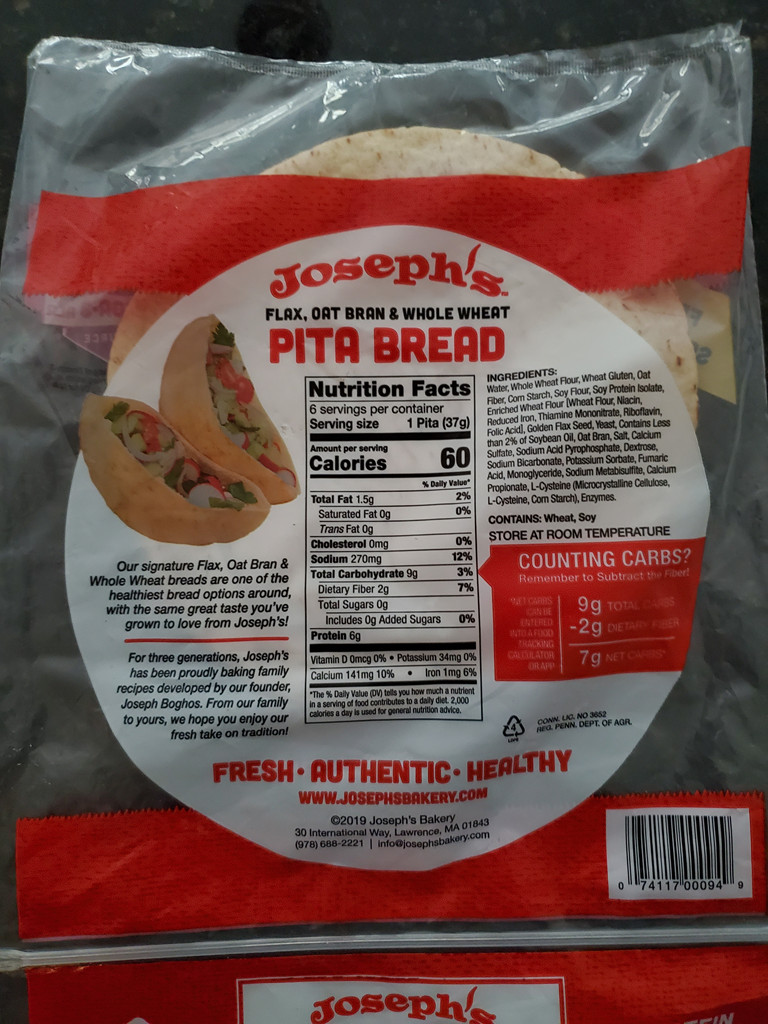 Joseph's
FLAX, OAT BRAN & WHOLE WHEAT
PITA BREAD
Nutrition Facts
6 servings per container
Serving size 1 Pita (37g)
Amount per serving
Calories 60
% Daily Value*
Total Fat 1.5g 2%
Saturated Fat 0g 0%
Trans Fat 0g
Cholesterol 0mg 0%
Sodium 270mg 12%
Total Carbohydrate 9g 3%
Dietary Fiber 2g 7%
Total Sugars 0g
Includes 0g Added Sugars 0%
Protein 6g
Vitamin D 0mcg 0% • Potassium 34mg 0%
Calcium 141mg 10% • Iron 1mg 6%
*The % Daily Value (DV) tells you how much a nutrient
in a serving of food contributes to a daily diet. 2,000
calories a day is used for general nutrition advice.
INGREDIENTS:
Water, Whole Wheat Flour, Wheat Gluten, Oat
Fiber, Corn Starch, Soy Flour, Soy Protein Isolate,
Enriched Wheat Flour [Wheat Flour, Niacin,
Reduced Iron, Thiamine Mononitrate, Riboflavin,
Folic Acid], Golden Flax Seed, Yeast, Contains Less
than 2% of Soybean Oil, Oat Bran, Salt, Calcium
Sulfate, Sodium Acid Pyrophosphate, Dextrose,
Sodium Bicarbonate, Potassium Sorbate, Fumaric
Acid, Monoglyceride, Sodium Metabisulfite, Calcium
Propionate, L-Cysteine (Microcrystalline Cellulose,
L-Cysteine, Corn Starch), Enzymes.
CONTAINS: Wheat, Soy
STORE AT ROOM TEMPERATURE
COUNTING CARBS?
Remember to Subtract the Fiber!
*NET CARBS
CAN BE
ENTERED
INTO A FOOD
TRACKING
CALCULATOR
OR APP
9g TOTAL CARBS
-2g DIETARY FIBER
7g NET CARBS*
Our signature Flax, Oat Bran &
Whole Wheat breads are one of the
healthiest bread options around,
with the same great taste you've
grown to love from Joseph's!
For three generations, Joseph's
has been proudly baking family
recipes developed by our founder,
Joseph Boghos. From our family
to yours, we hope you enjoy our
fresh take on tradition!
4
CONN. LIC. NO 3652
REG. PENN. DEPT. OF AGR.
FRESH • AUTHENTIC • HEALTHY
WWW.JOSEPHSBAKERY.COM
©2019 Joseph's Bakery
30 International Way, Lawrence, MA 01843
(978) 688-2221 | info@josephsbakery.com
0 74117 00094 9
Joseph's